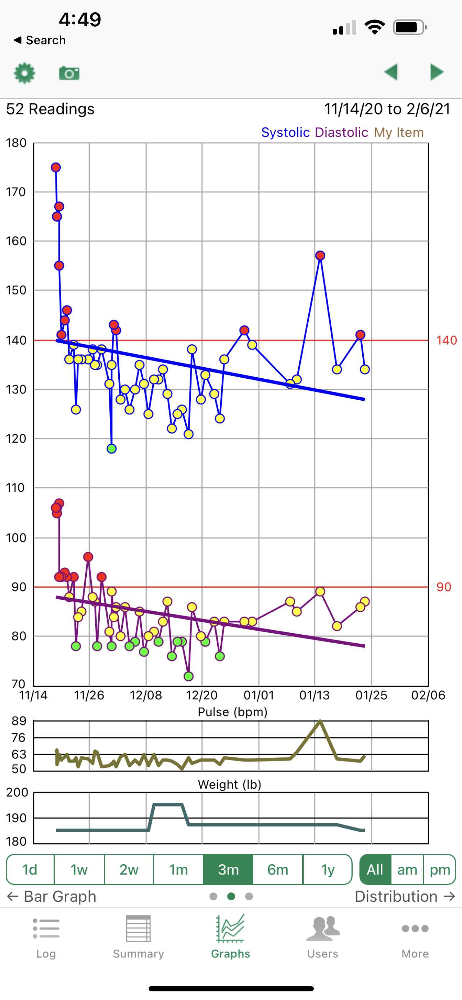 4:49
◀ Search
52 Readings 11/14/20 to 2/6/21
Systolic Diastolic My Item
180
170
160
150
140 140
130
120
110
100
90 90
80
70
11/14 11/26 12/08 12/20 01/01 01/13 01/25 02/06
Pulse (bpm)
89
76
63
50
Weight (lb)
200
190
180
1d 1w 2w 1m 3m 6m 1y All am pm
← Bar Graph Distribution →
Log Summary Graphs Users More